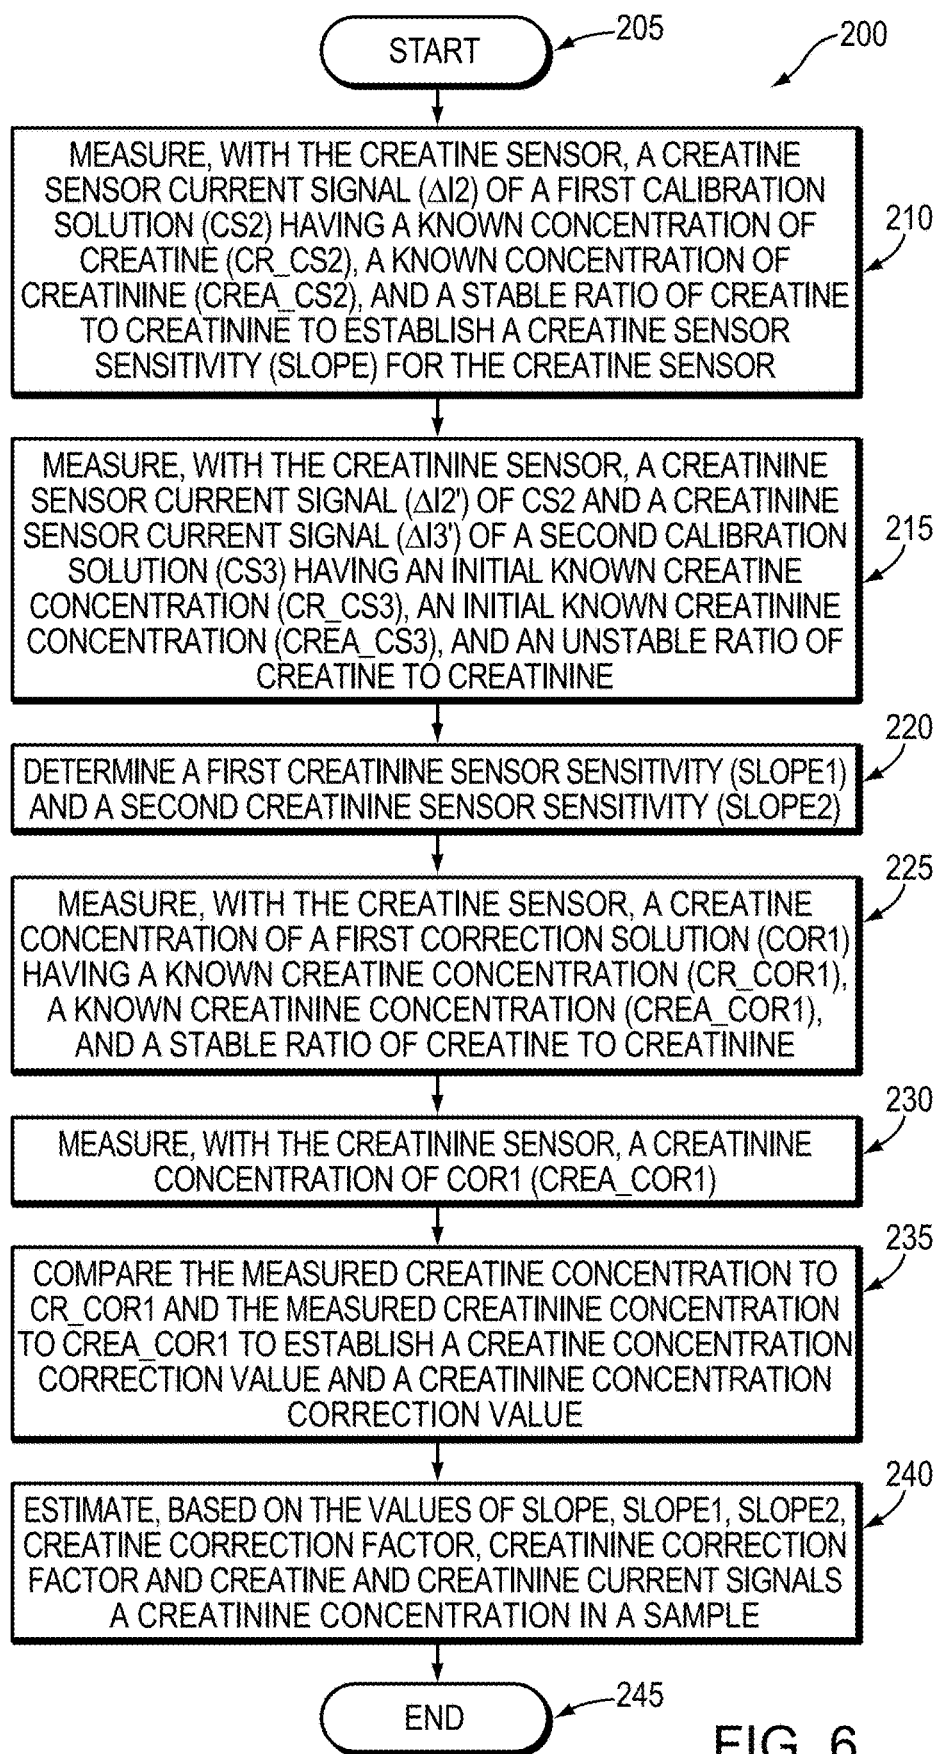 START
205
200
MEASURE, WITH THE CREATINE SENSOR, A CREATINE
SENSOR CURRENT SIGNAL (ΔI2) OF A FIRST CALIBRATION
SOLUTION (CS2) HAVING A KNOWN CONCENTRATION OF
CREATINE (CR_CS2), A KNOWN CONCENTRATION OF
CREATININE (CREA_CS2), AND A STABLE RATIO OF CREATINE
TO CREATININE TO ESTABLISH A CREATINE SENSOR
SENSITIVITY (SLOPE) FOR THE CREATINE SENSOR
210
MEASURE, WITH THE CREATININE SENSOR, A CREATININE
SENSOR CURRENT SIGNAL (ΔI2') OF CS2 AND A CREATININE
SENSOR CURRENT SIGNAL (ΔI3') OF A SECOND CALIBRATION
SOLUTION (CS3) HAVING AN INITIAL KNOWN CREATINE
CONCENTRATION (CR_CS3), AN INITIAL KNOWN CREATININE
CONCENTRATION (CREA_CS3), AND AN UNSTABLE RATIO OF
CREATINE TO CREATININE
215
DETERMINE A FIRST CREATININE SENSOR SENSITIVITY (SLOPE1)
AND A SECOND CREATININE SENSOR SENSITIVITY (SLOPE2)
220
MEASURE, WITH THE CREATINE SENSOR, A CREATINE
CONCENTRATION OF A FIRST CORRECTION SOLUTION (COR1)
HAVING A KNOWN CREATINE CONCENTRATION (CR_COR1),
A KNOWN CREATININE CONCENTRATION (CREA_COR1),
AND A STABLE RATIO OF CREATINE TO CREATININE
225
MEASURE, WITH THE CREATININE SENSOR, A CREATININE
CONCENTRATION OF COR1 (CREA_COR1)
230
COMPARE THE MEASURED CREATINE CONCENTRATION TO
CR_COR1 AND THE MEASURED CREATININE CONCENTRATION
TO CREA_COR1 TO ESTABLISH A CREATINE CONCENTRATION
CORRECTION VALUE AND A CREATININE CONCENTRATION
CORRECTION VALUE
235
ESTIMATE, BASED ON THE VALUES OF SLOPE, SLOPE1, SLOPE2,
CREATINE CORRECTION FACTOR, CREATININE CORRECTION
FACTOR AND CREATINE AND CREATININE CURRENT SIGNALS
A CREATININE CONCENTRATION IN A SAMPLE
240
END
245
FIG. 6